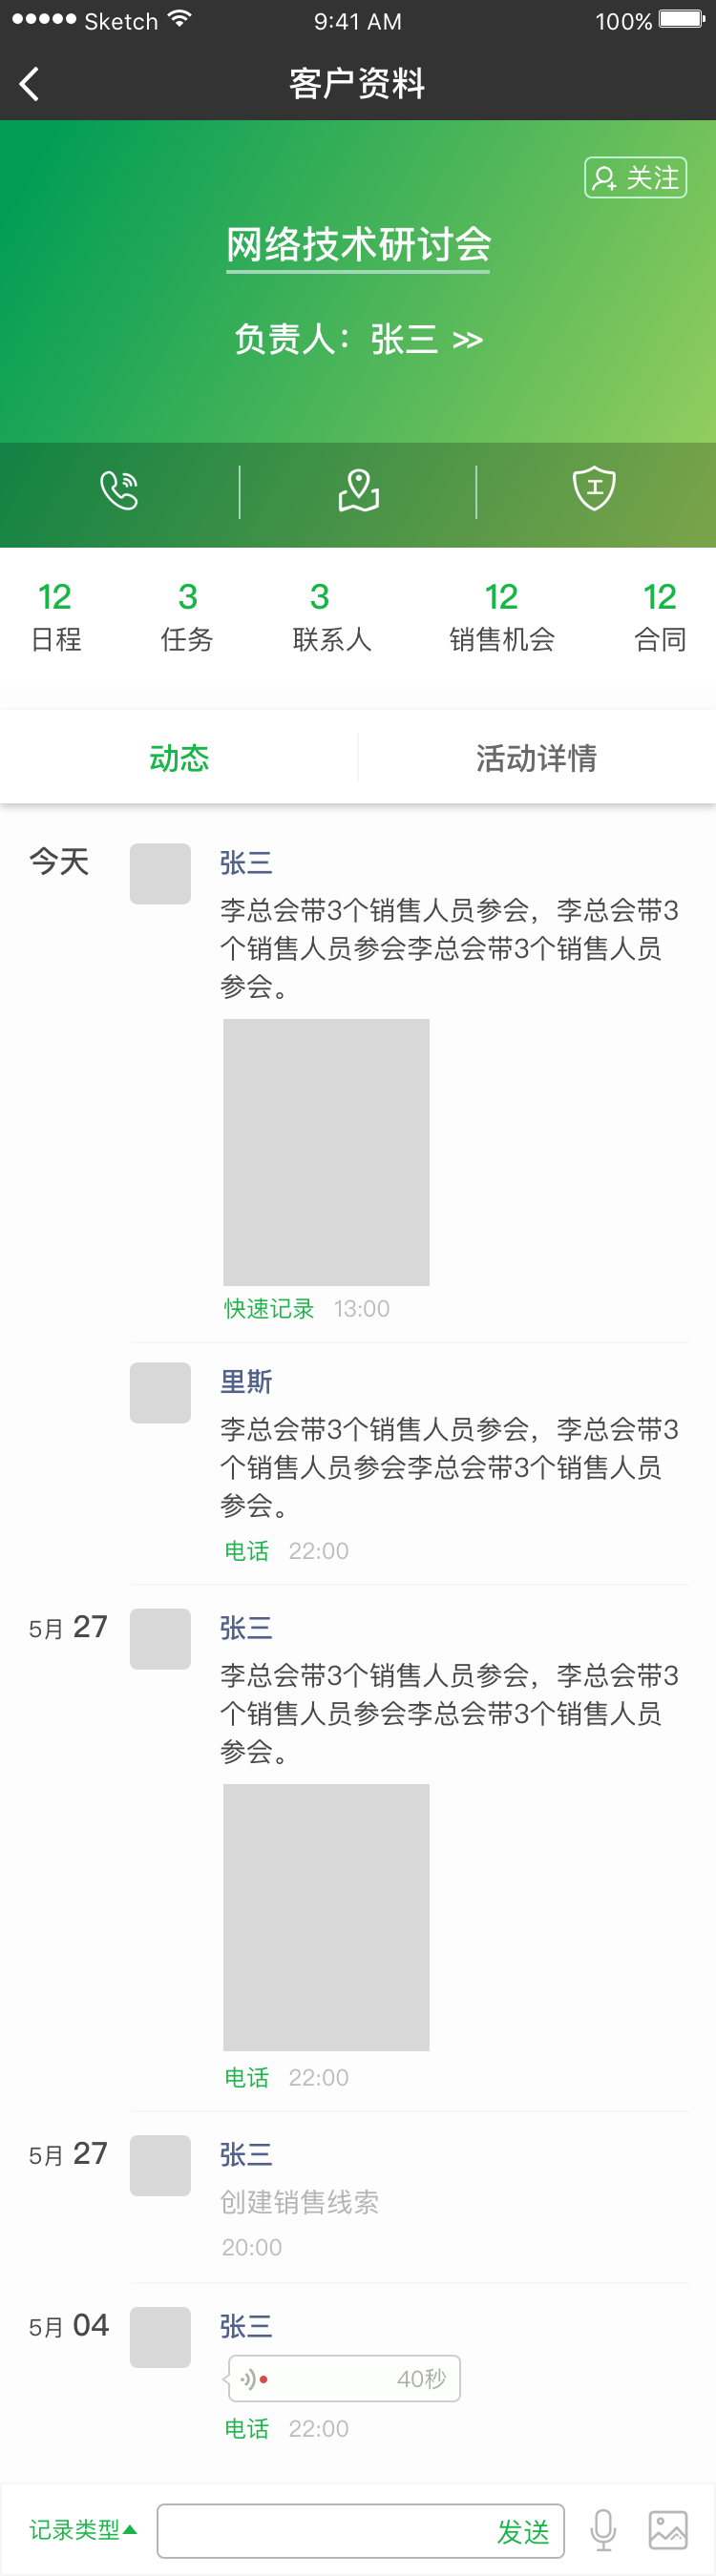 Sketch 9:41 AM 100%
客户资料
关注
网络技术研讨会
负责人：张三 >>
工
12 3 3 12 12
日程 任务 联系人 销售机会 合同
动态 活动详情
今天 张三
李总会带3个销售人员参会，李总会带3
个销售人员参会李总会带3个销售人员
参会。
快速记录 13:00
里斯
李总会带3个销售人员参会，李总会带3
个销售人员参会李总会带3个销售人员
参会。
电话 22:00
5月 27 张三
李总会带3个销售人员参会，李总会带3
个销售人员参会李总会带3个销售人员
参会。
电话 22:00
5月 27 张三
创建销售线索
20:00
5月 04 张三
40秒
电话 22:00
记录类型 发送